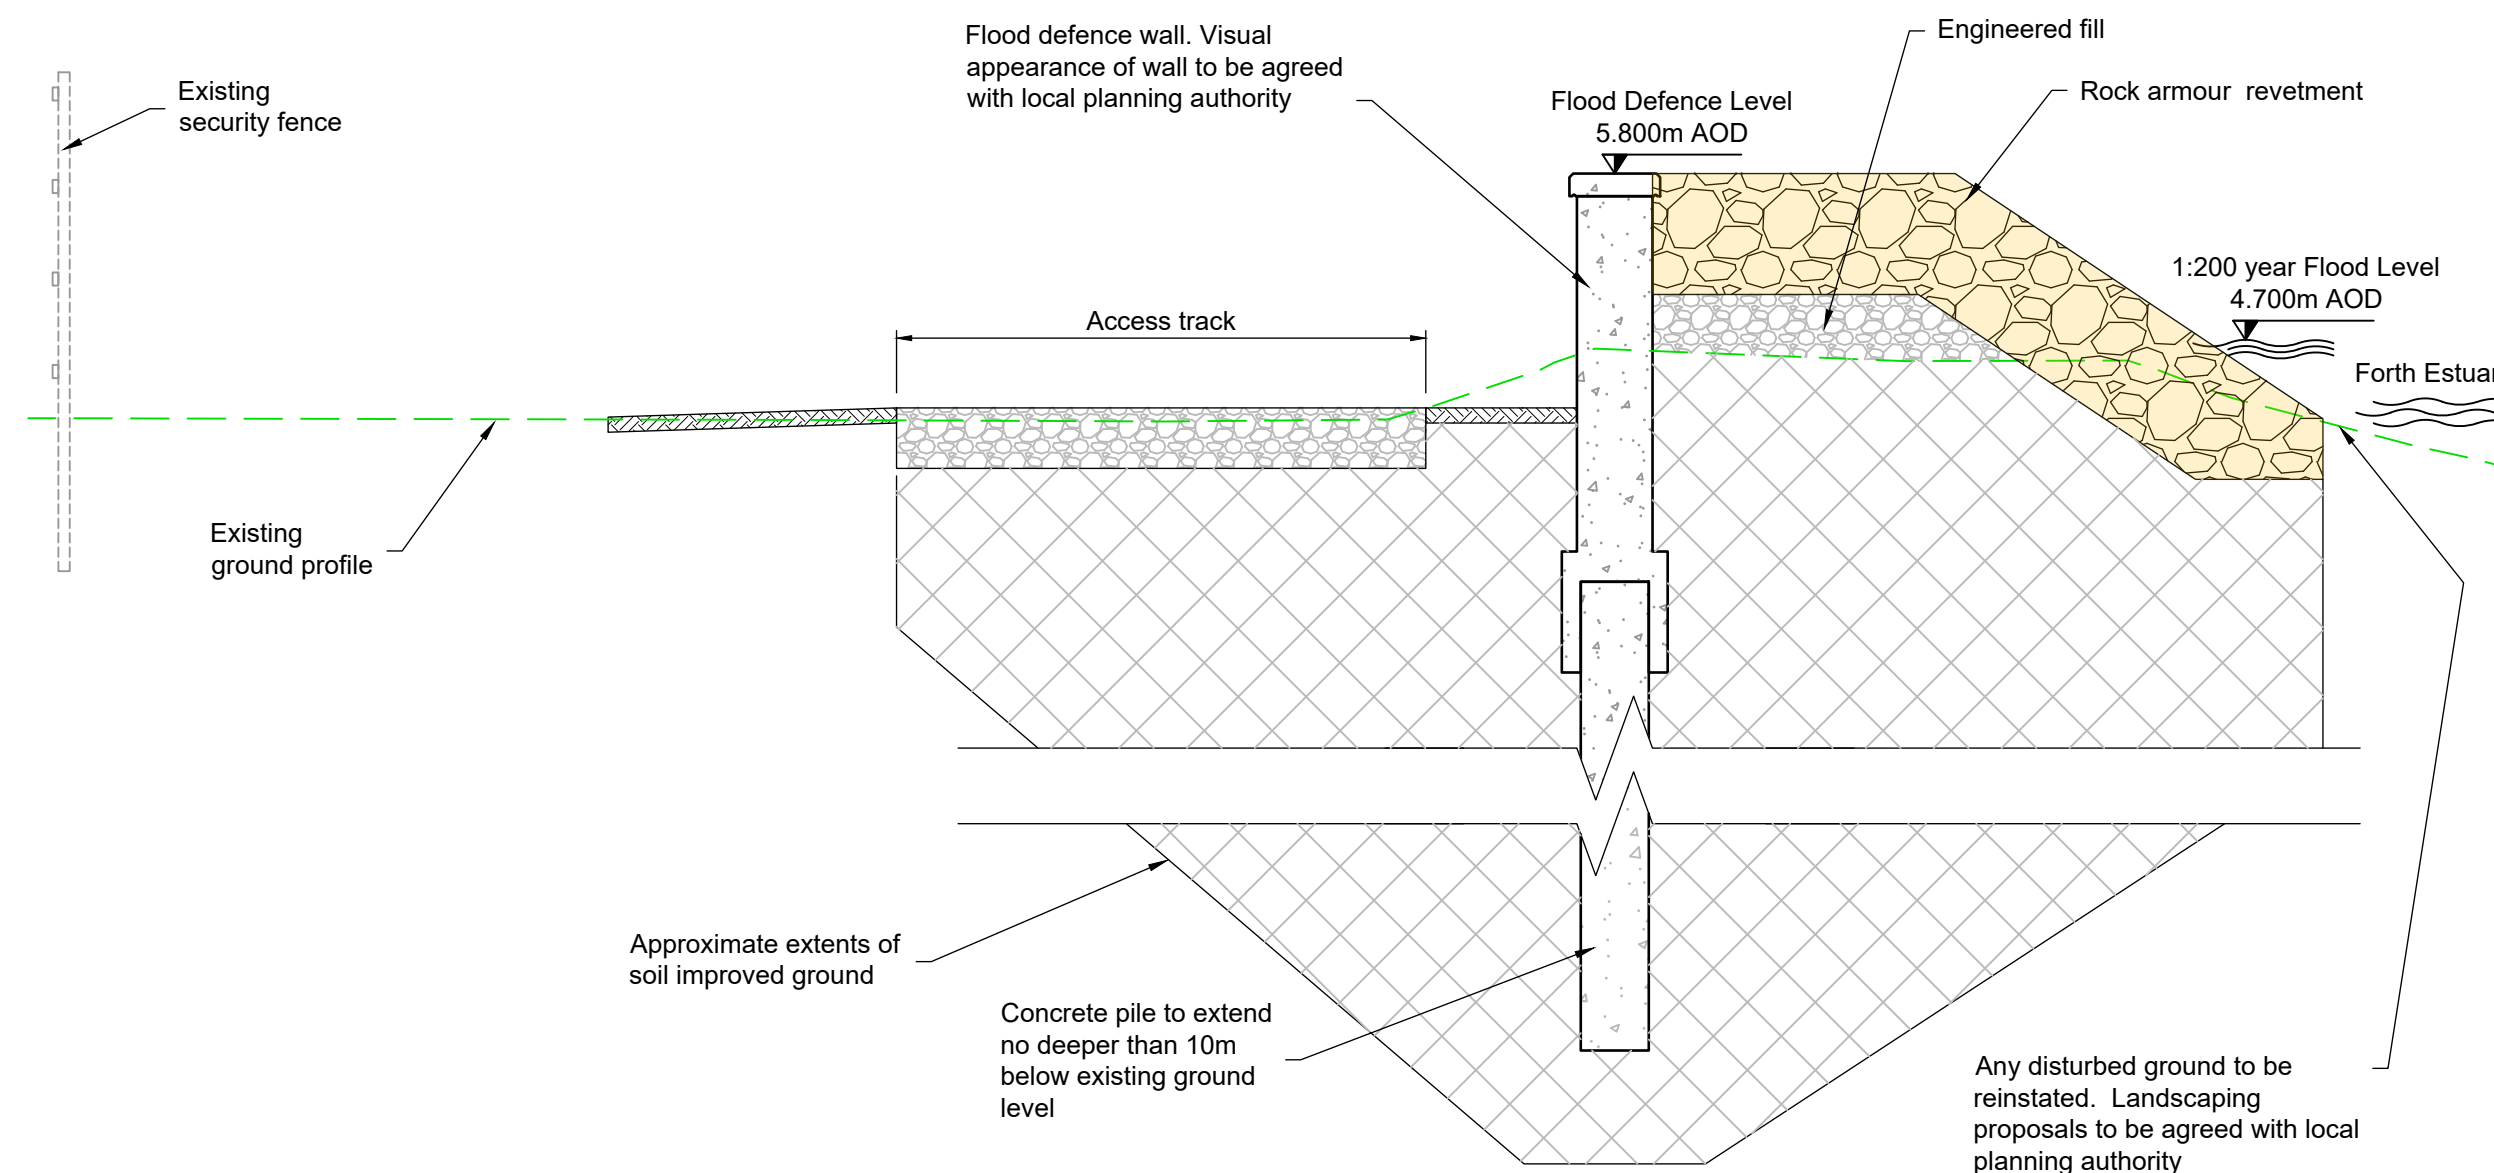 Flood defence wall. Visual
appearance of wall to be agreed
with local planning authority
Engineered fill
Existing
security fence
Flood Defence Level
5.800m AOD
Rock armour  revetment
1:200 year Flood Level
4.700m AOD
Access track
Forth Estuar
Existing
ground profile
Approximate extents of
soil improved ground
Concrete pile to extend
no deeper than 10m
below existing ground
level
Any disturbed ground to be
reinstated.  Landscaping
proposals to be agreed with local
planning authority